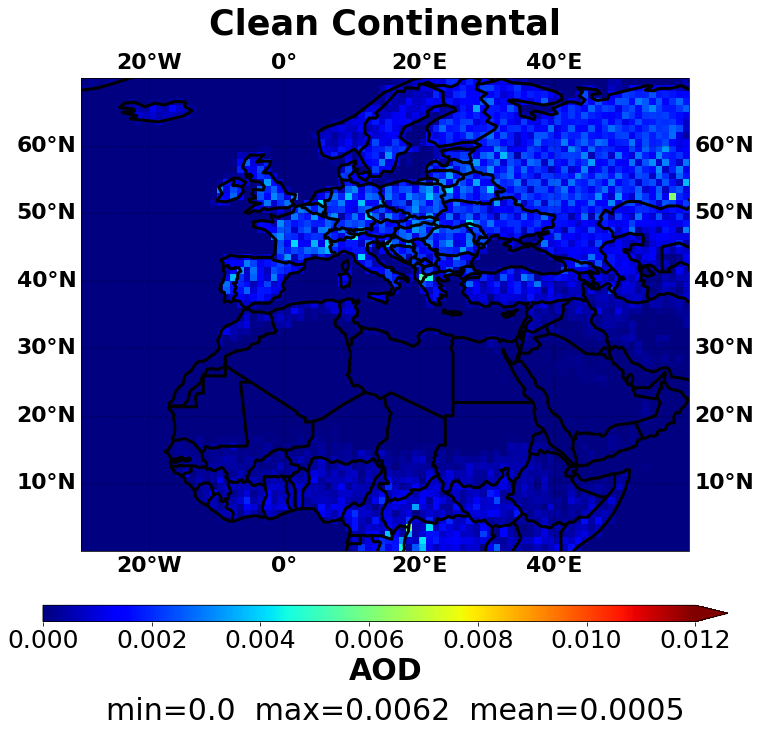 Clean Continental
20°W 0° 20°E 40°E
60°N 60°N
50°N 50°N
40°N 40°N
30°N 30°N
20°N 20°N
10°N 10°N
20°W 0° 20°E 40°E
0.000 0.002 0.004 0.006 0.008 0.010 0.012
AOD
min=0.0 max=0.0062 mean=0.0005